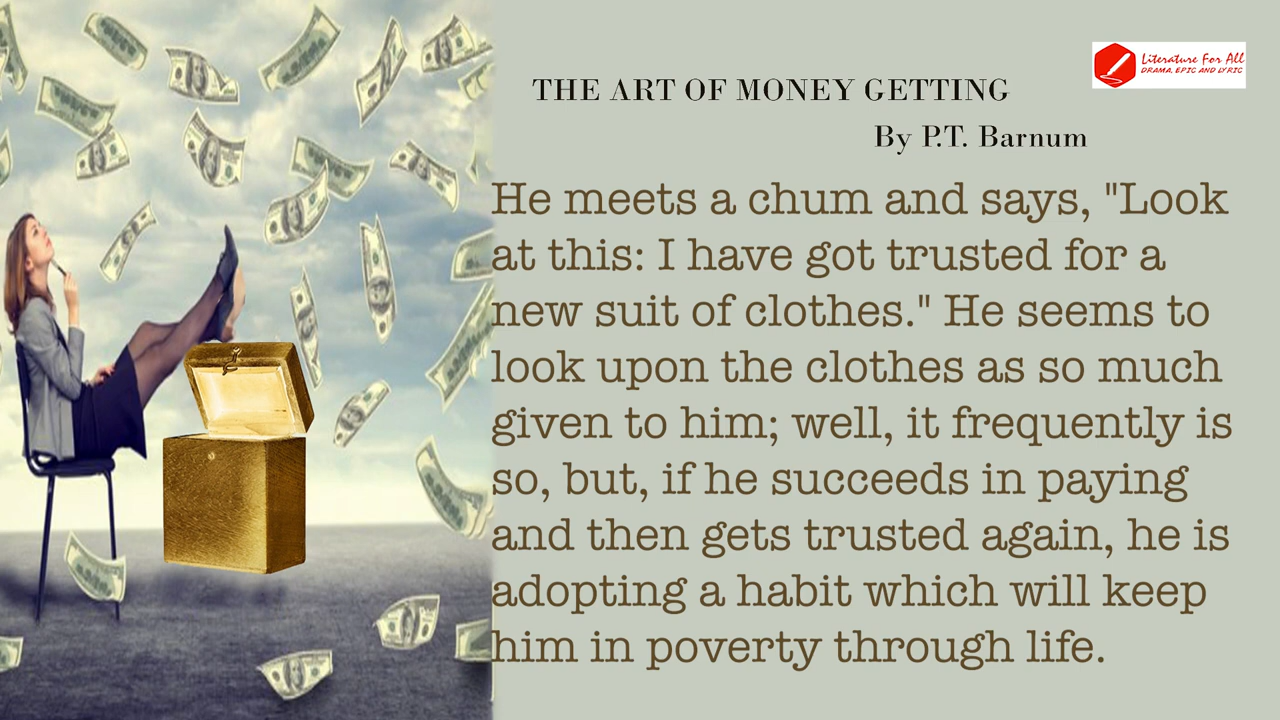 THE ART OF MONEY GETTING
Literature For All
DRAMA, EPIC AND LYRIC
By P.T. Barnum
He meets a chum and says, "Look
at this: I have got trusted for a
new suit of clothes." He seems to
look upon the clothes as so much
given to him; well, it frequently is
so, but, if he succeeds in paying
and then gets trusted again, he is
adopting a habit which will keep
him in poverty through life.